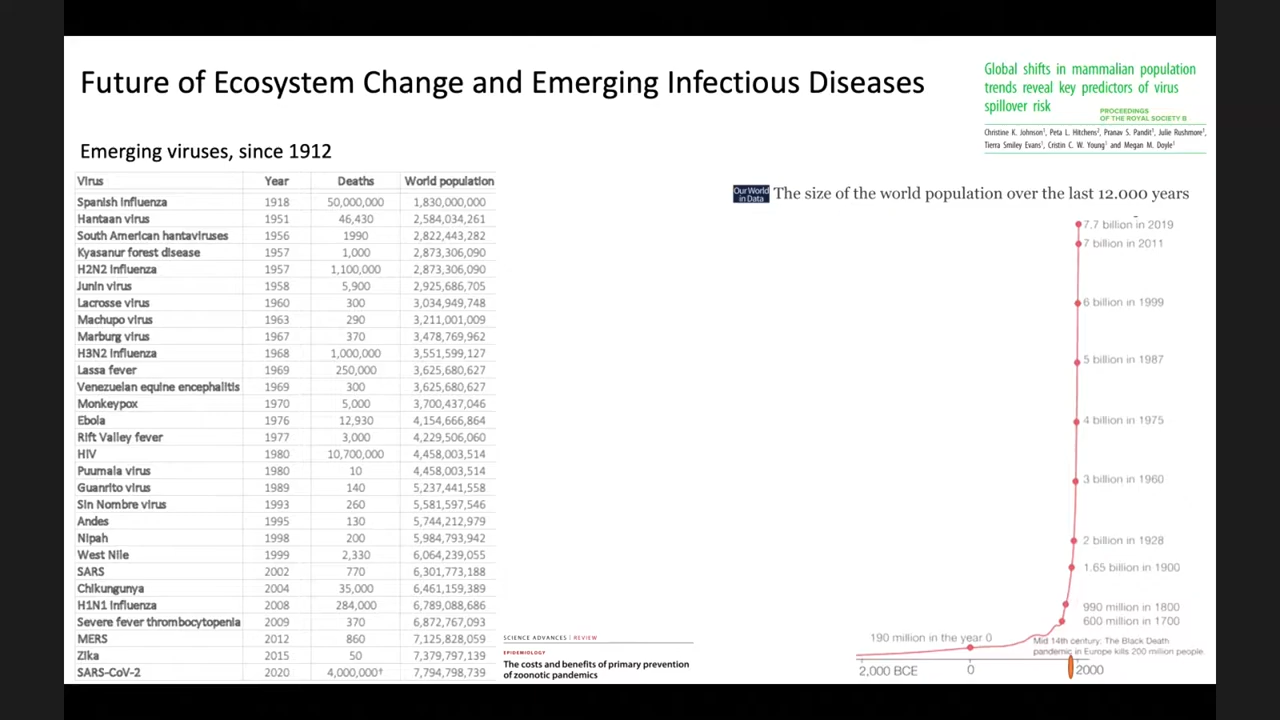 Future of Ecosystem Change and Emerging Infectious Diseases
Global shifts in mammalian population
trends reveal key predictors of virus
spillover risk
PROCEEDINGS
OF THE ROYAL SOCIETY B
Christine K. Johnson¹, Peta L. Hitchens², Pranav S. Pandit¹, Julie Rushmore¹,
Tierra Smiley Evans¹, Cristin C. W. Young¹ and Megan M. Doyle¹
Emerging viruses, since 1912
Virus Year Deaths World population
Spanish Influenza 1918 50,000,000 1,830,000,000
Hantaan virus 1951 46,430 2,584,034,261
South American hantaviruses 1956 1990 2,822,443,282
Kyasanur forest disease 1957 1,000 2,873,306,090
H2N2 Influenza 1957 1,100,000 2,873,306,090
Junin virus 1958 5,900 2,925,686,705
Lacrosse virus 1960 300 3,034,949,748
Machupo virus 1963 290 3,211,001,009
Marburg virus 1967 370 3,478,769,962
H3N2 Influenza 1968 1,000,000 3,551,599,127
Lassa fever 1969 250,000 3,625,680,627
Venezuelan equine encephalitis 1969 300 3,625,680,627
Monkeypox 1970 5,000 3,700,437,046
Ebola 1976 12,930 4,154,666,864
Rift Valley fever 1977 3,000 4,229,506,060
HIV 1980 10,700,000 4,458,003,514
Puumala virus 1980 10 4,458,003,514
Guanrito virus 1989 140 5,237,441,558
Sin Nombre virus 1993 260 5,581,597,546
Andes 1995 130 5,744,212,979
Nipah 1998 200 5,984,793,942
West Nile 1999 2,330 6,064,239,055
SARS 2002 770 6,301,773,188
Chikungunya 2004 35,000 6,461,159,389
H1N1 Influenza 2008 284,000 6,789,088,686
Severe fever thrombocytopenia 2009 370 6,872,767,093
MERS 2012 860 7,125,828,059
Zika 2015 50 7,379,797,139
SARS-CoV-2 2020 4,000,000† 7,794,798,739
SCIENCE ADVANCES | REVIEW
EPIDEMIOLOGY
The costs and benefits of primary prevention
of zoonotic pandemics
Our World
in Data
The size of the world population over the last 12.000 years
7.7 billion in 2019
7 billion in 2011
6 billion in 1999
5 billion in 1987
4 billion in 1975
3 billion in 1960
2 billion in 1928
1.65 billion in 1900
990 million in 1800
600 million in 1700
190 million in the year 0
Mid 14th century: The Black Death
pandemic in Europe kills 200 million people.
2,000 BCE 0 2000